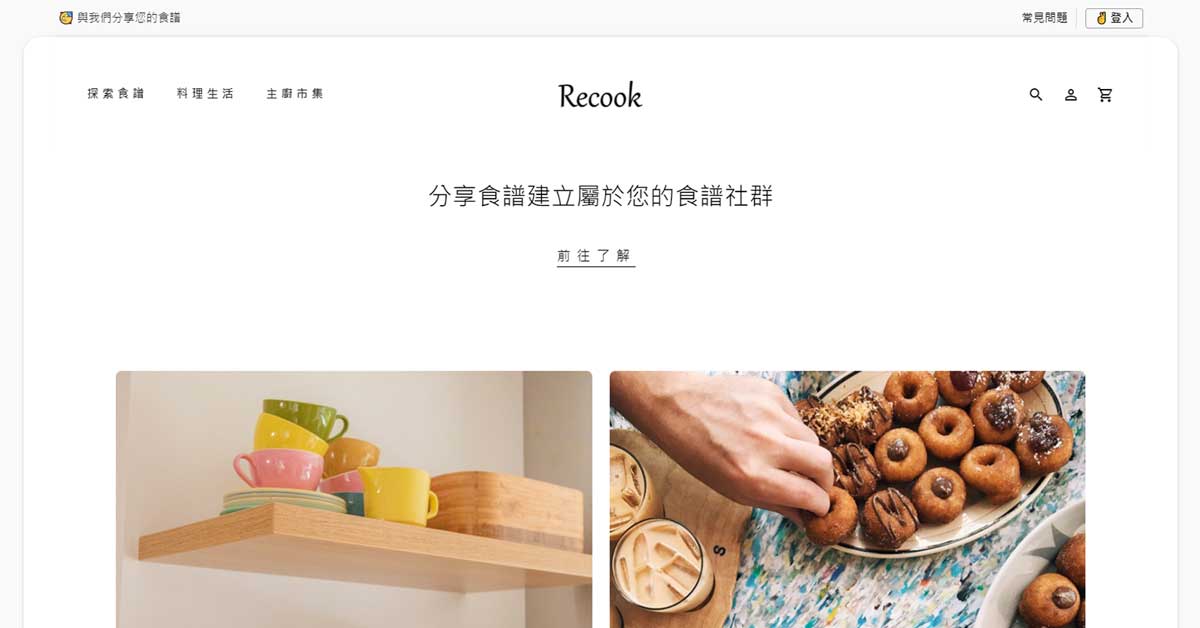 與我們分享您的食譜
常見問題
登入
探索食譜
料理生活
主廚市集
Recook
分享食譜建立屬於您的食譜社群
前往了解